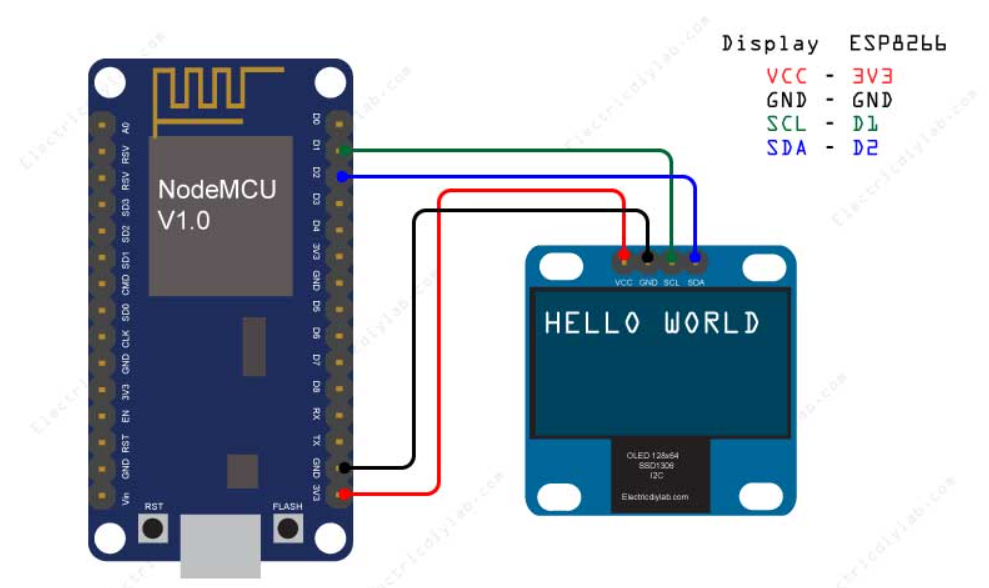 Display ESP8266
VCC - 3V3
GND - GND
SCL - D1
SDA - D2
NodeMCU
V1.0
A0
RSV
RSV
SD3
SD2
SD1
CMD
SD0
CLK
GND
3V3
EN
RST
GND
Vin
D0
D1
D2
D3
D4
3V3
GND
D5
D6
D7
D8
RX
TX
GND
3V3
RST
FLASH
VCC GND SCL SDA
HELLO WORLD
OLED 128x64
SSD1306
I2C
Electricdiylab.com